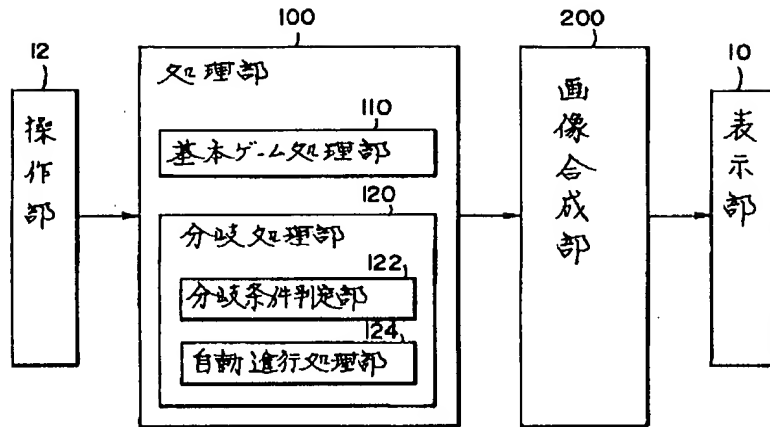 12
操作部
100
処理部
110
基本ゲーム処理部
120
分岐処理部
122
分岐条件判定部
124
自動進行処理部
200
画像合成部
10
表示部